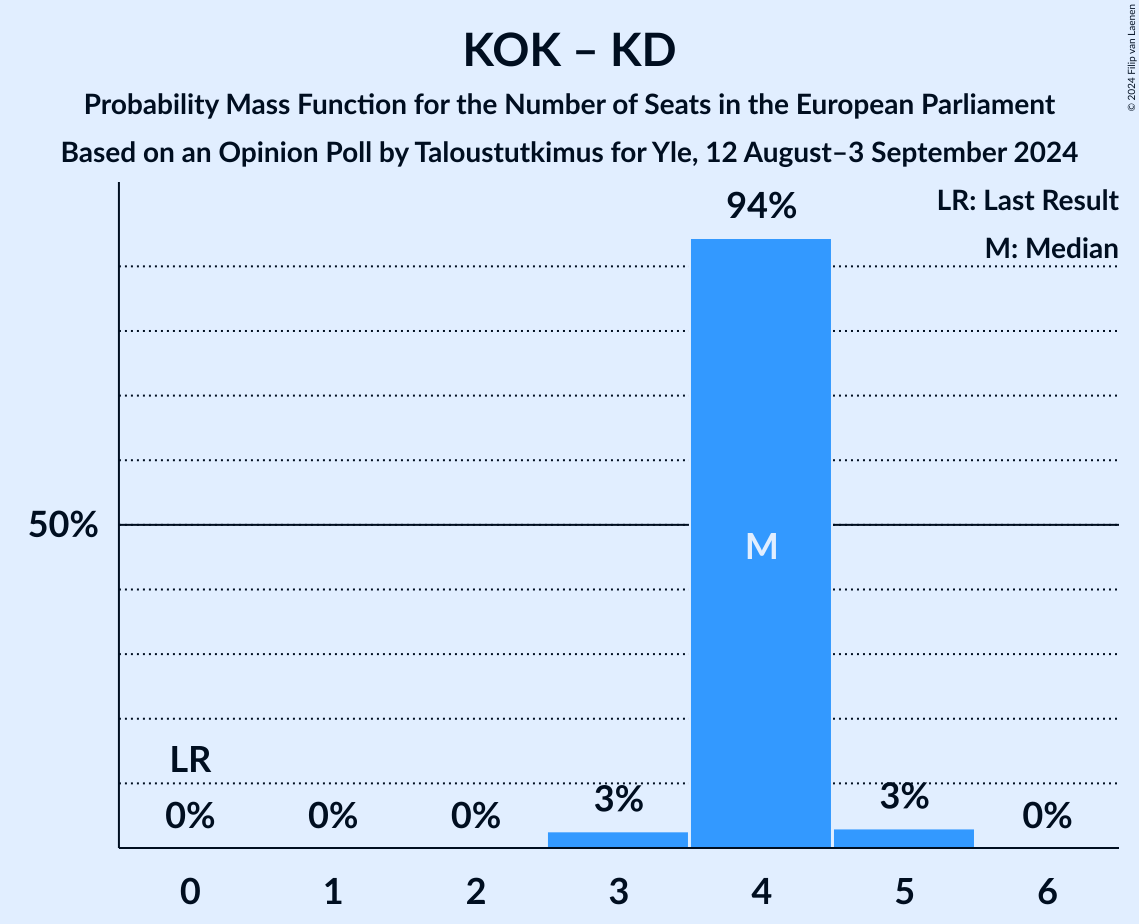 KOK – KD
Probability Mass Function for the Number of Seats in the European Parliament
Based on an Opinion Poll by Taloustutkimus for Yle, 12 August–3 September 2024
© 2024 Filip van Laenen
LR: Last Result
M: Median
94%
50%
M
LR
0%
0%
0%
3%
3%
0%
0
1
2
3
4
5
6